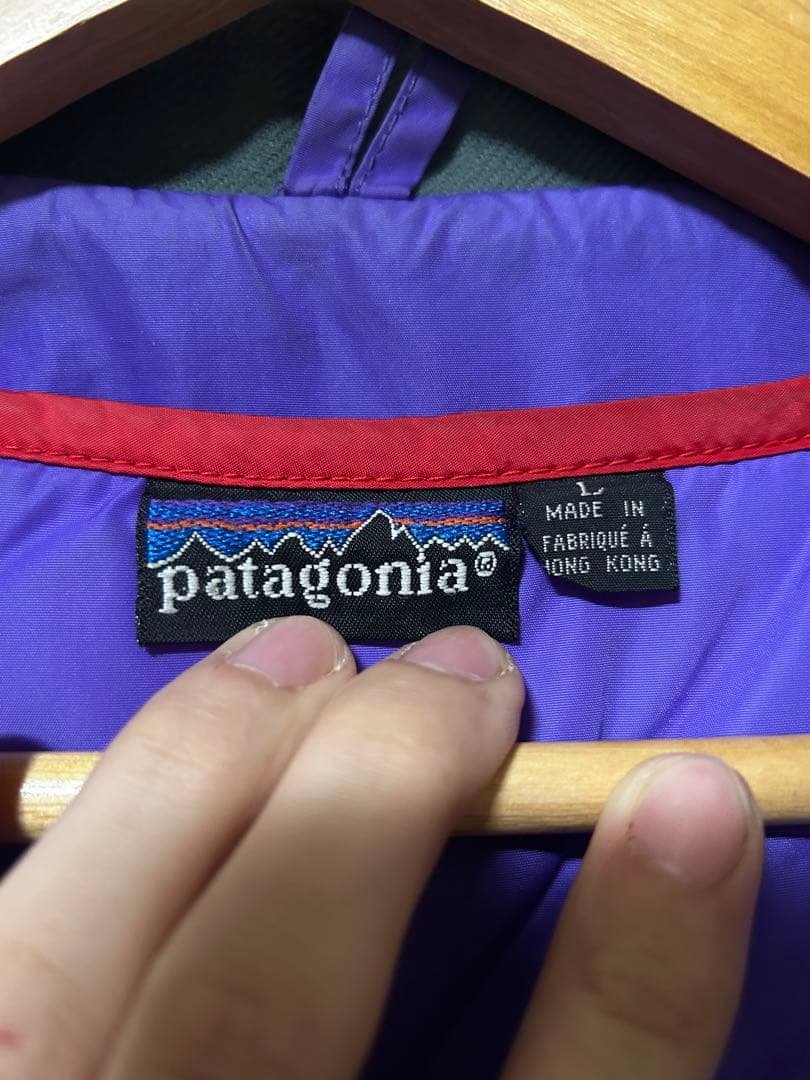 patagonia®
L
MADE IN
FABRIQUÉ Á
HONG KONG